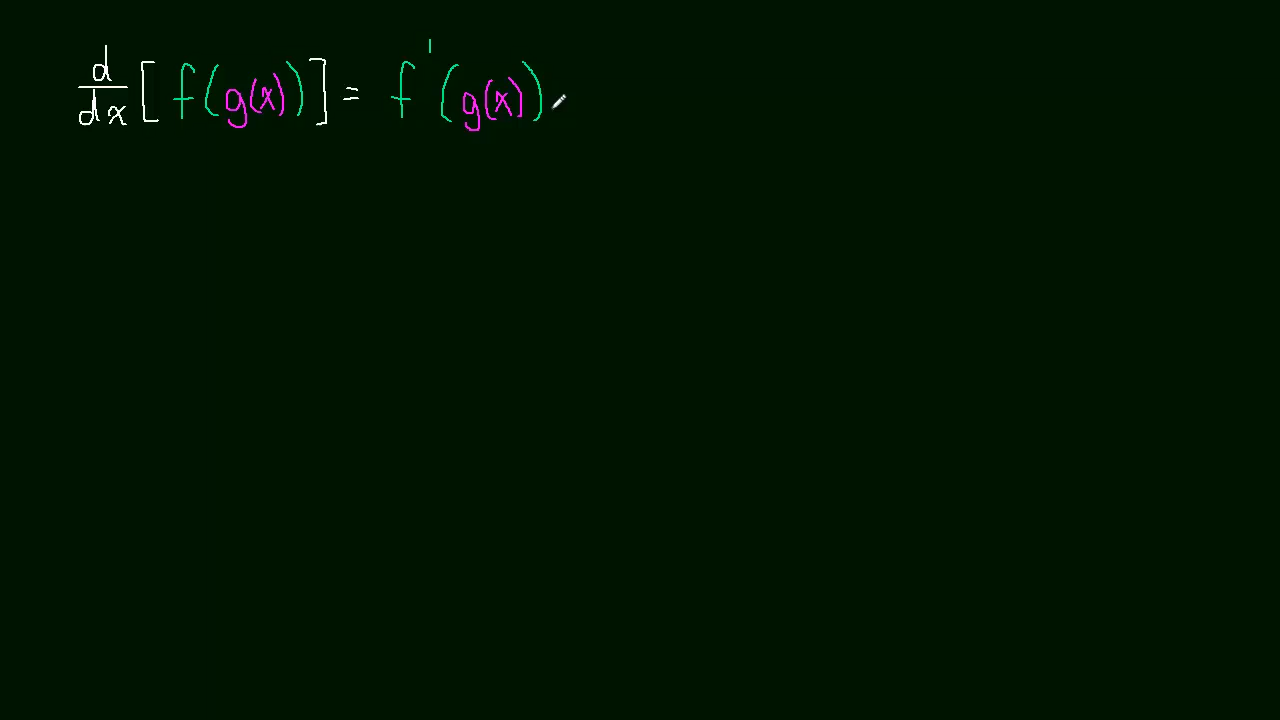 d/dx [ f(g(x)) ] = f'(g(x))